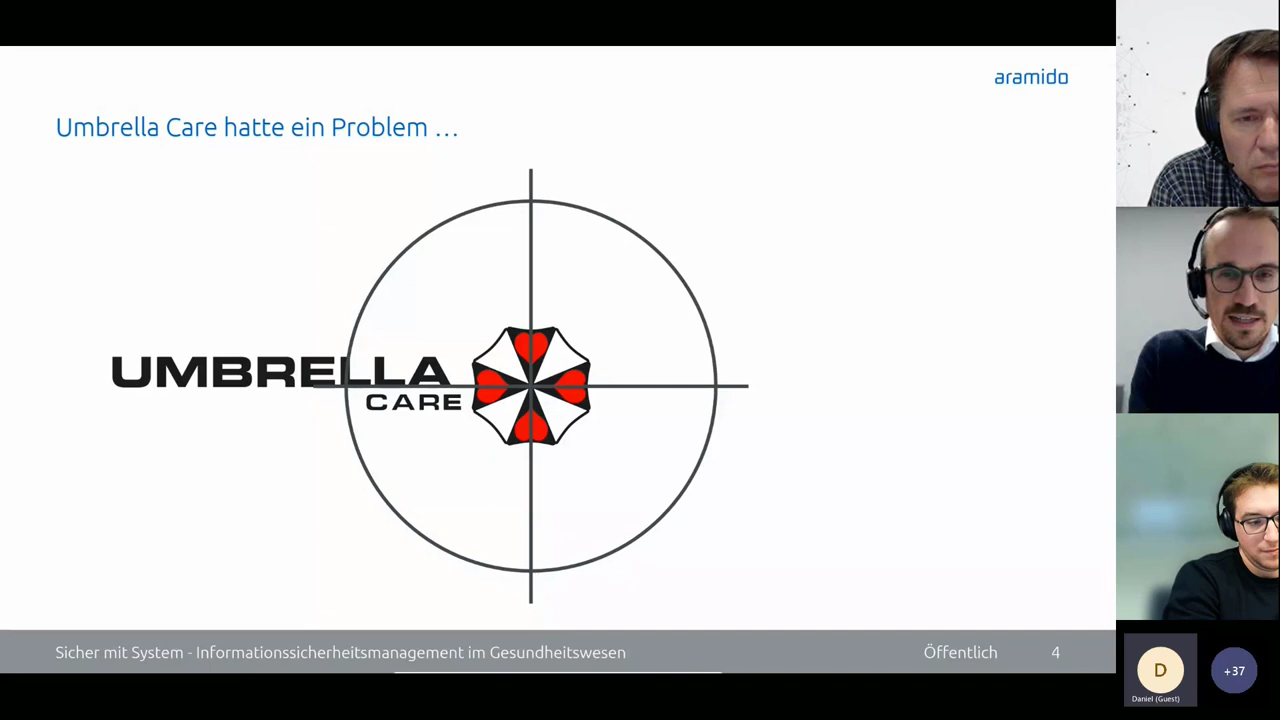 aramido
Umbrella Care hatte ein Problem …
UMBRELLA
CARE
Sicher mit System - Informationssicherheitsmanagement im Gesundheitswesen
Öffentlich
4
D
Daniel (Guest)
+37